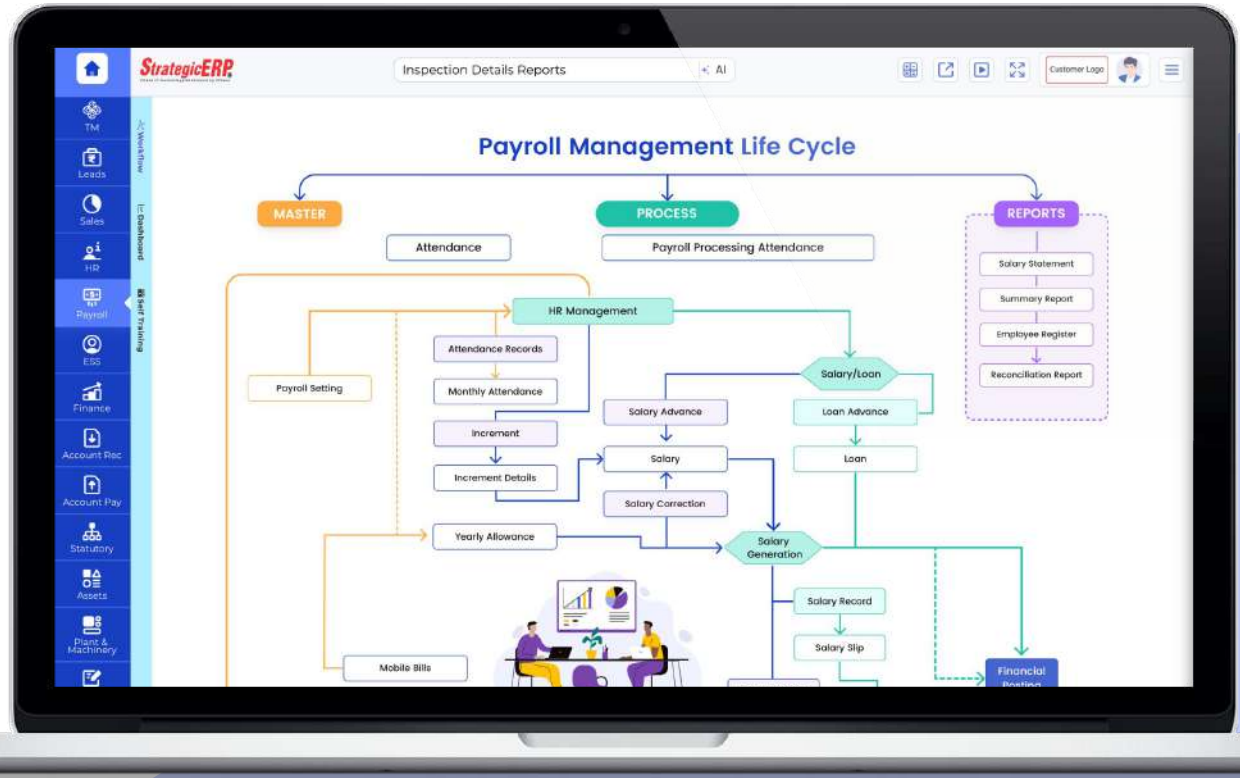 StrategicERP
Inspection Details Reports
AI
Customer Logo
TM
Leads
Sales
HR
Payroll
ESS
Finance
Account Rec
Account Pay
Statutory
Assets
Plant &
Machinery
Workflow
Dashboard
Self Training
Payroll Management Life Cycle
MASTER
PROCESS
REPORTS
Attendance
Payroll Processing Attendance
Salary Statement
Summary Report
Employee Register
Reconciliation Report
HR Management
Attendance Records
Payroll Setting
Monthly Attendance
Salary/Loan
Increment
Salary Advance
Loan Advance
Increment Details
Salary
Loan
Salary Correction
Yearly Allowance
Salary
Generation
Salary Record
Salary Slip
Mobile Bills
Financial
Posting